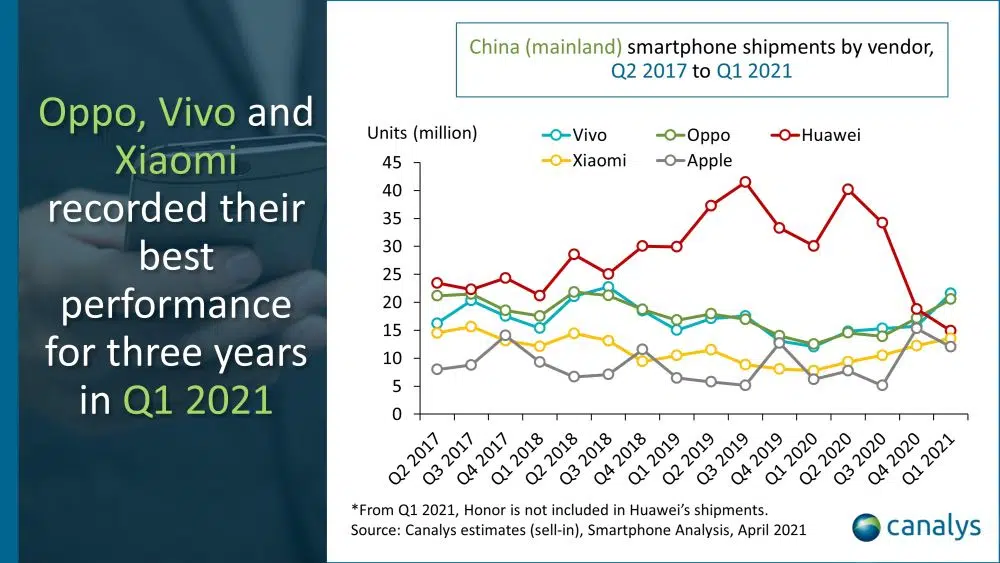 Oppo, Vivo and
Xiaomi
recorded their
best
performance
for three years
in Q1 2021
China (mainland) smartphone shipments by vendor,
Q2 2017 to Q1 2021
Units (million)
Vivo
Oppo
Huawei
Xiaomi
Apple
45
40
35
30
25
20
15
10
5
0
Q2 2017
Q3 2017
Q4 2017
Q1 2018
Q2 2018
Q3 2018
Q4 2018
Q1 2019
Q2 2019
Q3 2019
Q4 2019
Q1 2020
Q2 2020
Q3 2020
Q4 2020
Q1 2021
*From Q1 2021, Honor is not included in Huawei's shipments.
Source: Canalys estimates (sell-in), Smartphone Analysis, April 2021
canalys